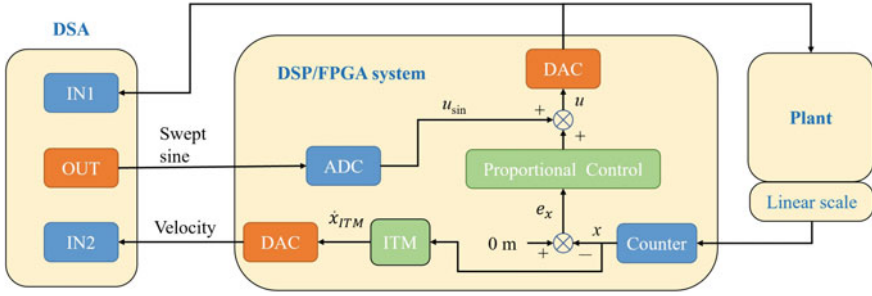 DSA
IN1
Swept
sine
OUT
Velocity
IN2
DSP/FPGA system
DAC
u
u_sin
+
+
ADC
Proportional Control
e_x
ẋ_ITM
DAC
ITM
0 m
+
−
x
Counter
Plant
Linear scale